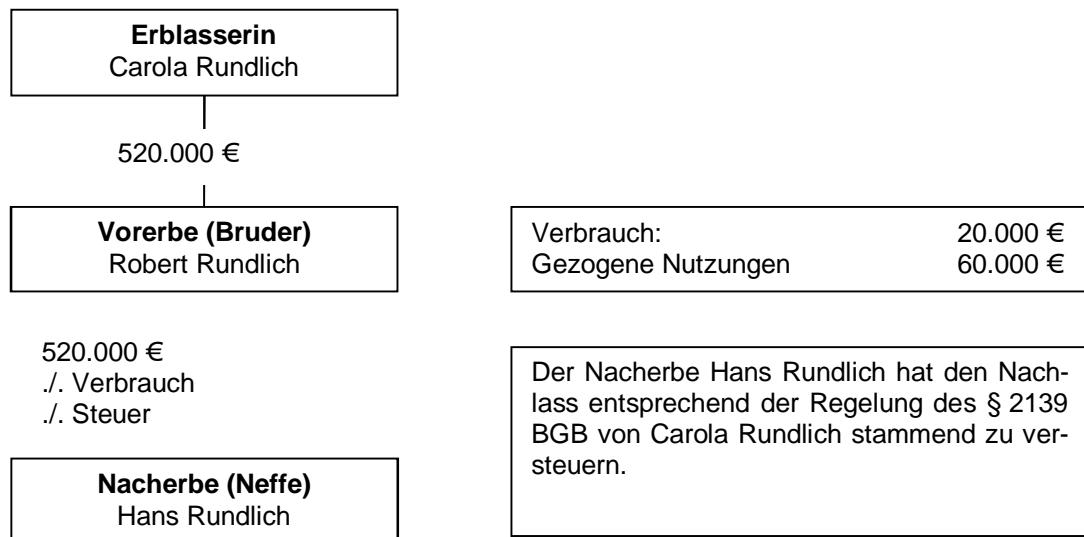 Erblasserin
Carola Rundlich
520.000 €
Vorerbe (Bruder)
Robert Rundlich
Verbrauch: 20.000 €
Gezogene Nutzungen 60.000 €
520.000 €
./. Verbrauch
./. Steuer
Der Nacherbe Hans Rundlich hat den Nach-
lass entsprechend der Regelung des § 2139
BGB von Carola Rundlich stammend zu ver-
steuern.
Nacherbe (Neffe)
Hans Rundlich